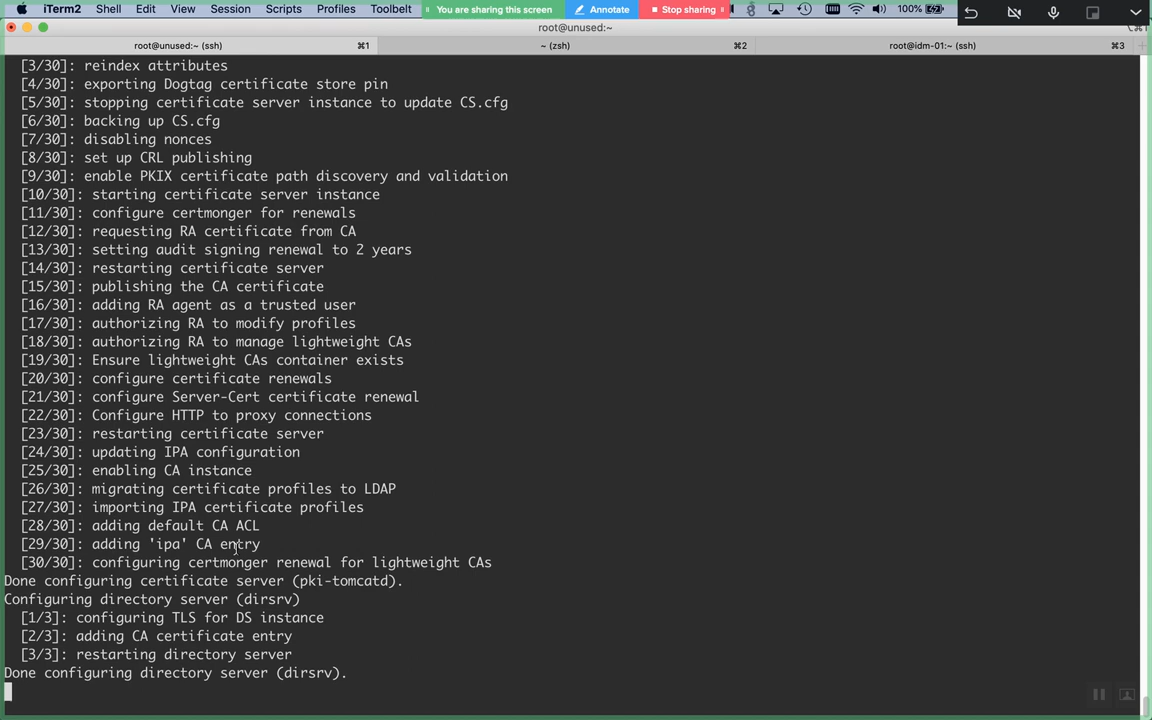 iTerm2 Shell Edit View Session Scripts Profiles Toolbelt You are sharing this screen Annotate Stop sharing 100%
root@unused:~ (ssh)
root@unused:~ (ssh) ⌘1 ~ (zsh) ⌘2 root@idm-01:~ (ssh) ⌘3
[3/30]: reindex attributes
[4/30]: exporting Dogtag certificate store pin
[5/30]: stopping certificate server instance to update CS.cfg
[6/30]: backing up CS.cfg
[7/30]: disabling nonces
[8/30]: set up CRL publishing
[9/30]: enable PKIX certificate path discovery and validation
[10/30]: starting certificate server instance
[11/30]: configure certmonger for renewals
[12/30]: requesting RA certificate from CA
[13/30]: setting audit signing renewal to 2 years
[14/30]: restarting certificate server
[15/30]: publishing the CA certificate
[16/30]: adding RA agent as a trusted user
[17/30]: authorizing RA to modify profiles
[18/30]: authorizing RA to manage lightweight CAs
[19/30]: Ensure lightweight CAs container exists
[20/30]: configure certificate renewals
[21/30]: configure Server-Cert certificate renewal
[22/30]: Configure HTTP to proxy connections
[23/30]: restarting certificate server
[24/30]: updating IPA configuration
[25/30]: enabling CA instance
[26/30]: migrating certificate profiles to LDAP
[27/30]: importing IPA certificate profiles
[28/30]: adding default CA ACL
[29/30]: adding 'ipa' CA entry
[30/30]: configuring certmonger renewal for lightweight CAs
Done configuring certificate server (pki-tomcatd).
Configuring directory server (dirsrv)
[1/3]: configuring TLS for DS instance
[2/3]: adding CA certificate entry
[3/3]: restarting directory server
Done configuring directory server (dirsrv).